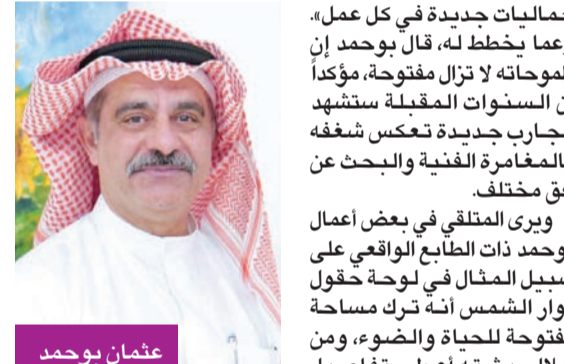 جماليات جديدة في كل عمل».
وعما يخطط له، قال بوحمد إن
طموحاته لا تزال مفتوحة، مؤكداً
أن السنوات المقبلة ستشهد
تجارب جديدة تعكس شغفه
بالمغامرة الفنية والبحث عن
أفق مختلف.
ويرى المتلقي في بعض أعمال
بوحمد ذات الطابع الواقعي على
سبيل المثال في لوحة حقول
دوار الشمس أنه ترك مساحة
مفتوحة للحياة والضوء، ومن
عثمان بوحمد